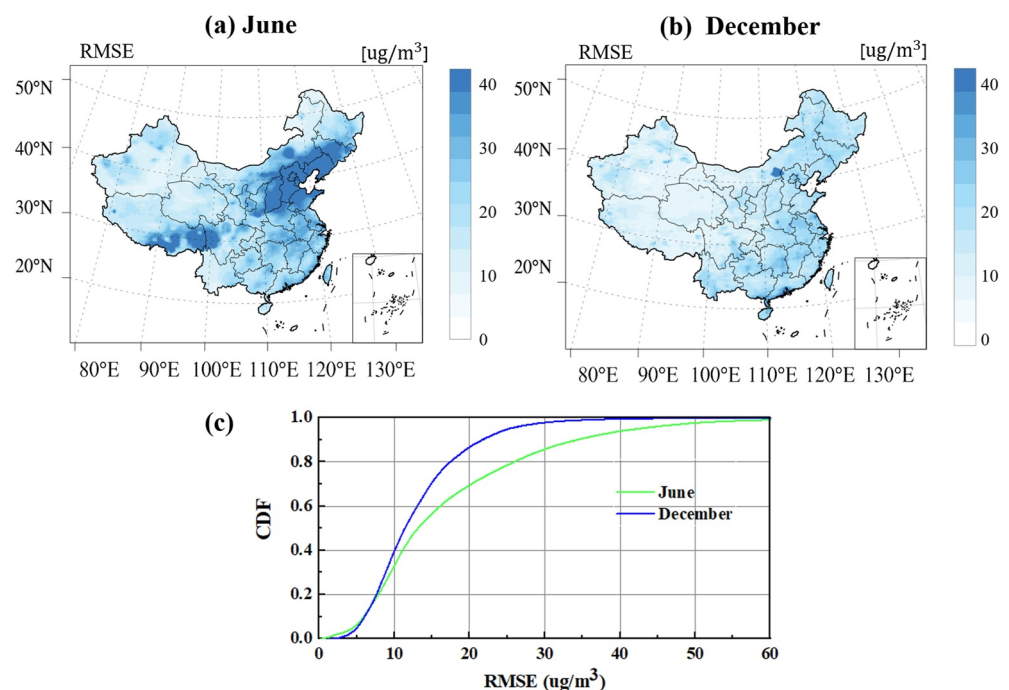 (a) June
(b) December
RMSE [ug/m³]
RMSE [ug/m³]
50°N
40°N
30°N
20°N
80°E 90°E 100°E 110°E 120°E 130°E
40
30
20
10
0
50°N
40°N
30°N
20°N
80°E 90°E 100°E 110°E 120°E 130°E
40
30
20
10
0
(c)
CDF
1.0
0.8
0.6
0.4
0.2
0.0
June
December
0 10 20 30 40 50 60
RMSE (ug/m³)